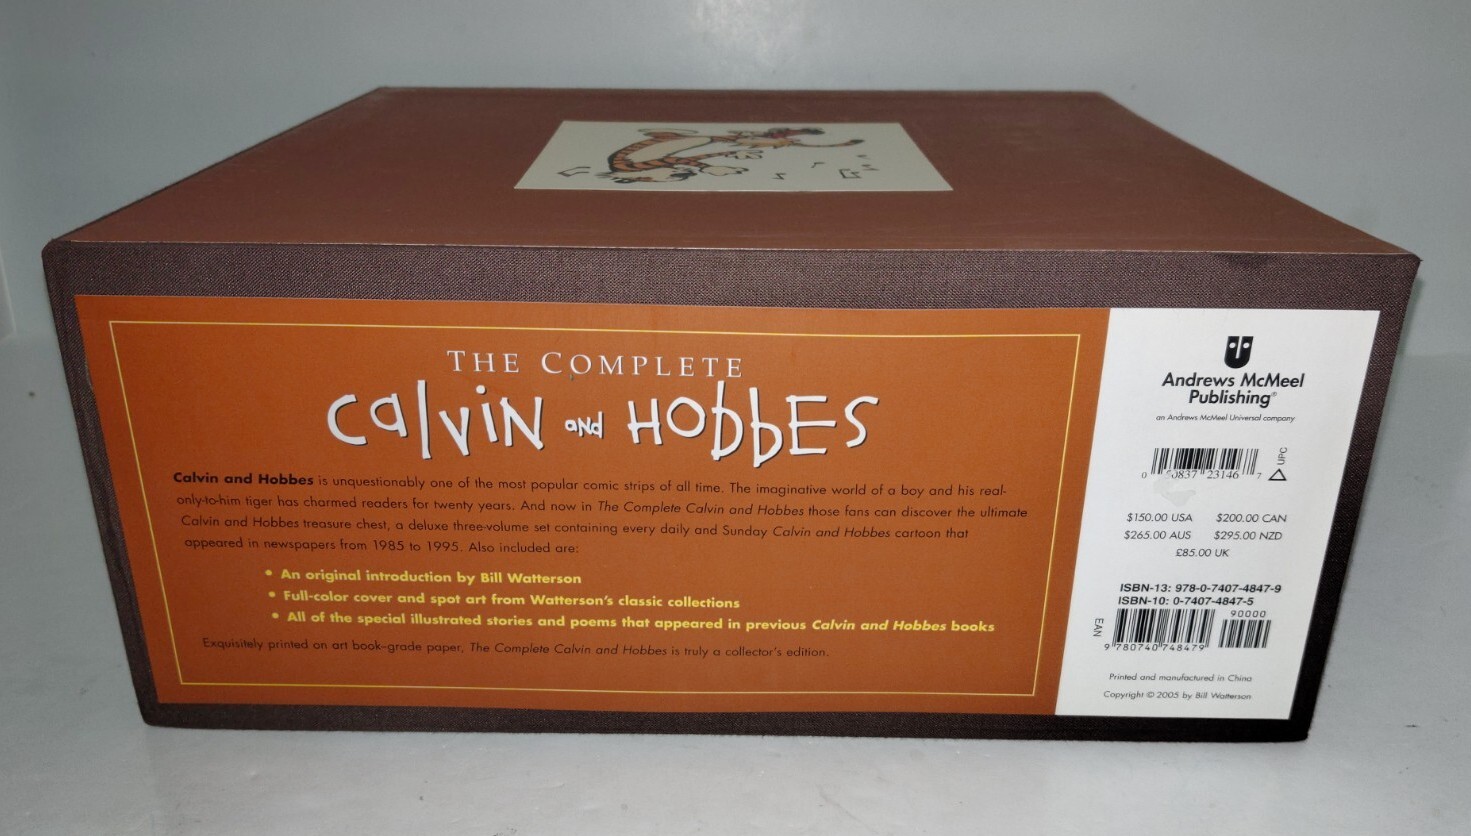 THE COMPLETE
Calvin and Hobbes
Calvin and Hobbes is unquestionably one of the most popular comic strips of all time. The imaginative world of a boy and his real-
only-to-him tiger has charmed readers for twenty years. And now in The Complete Calvin and Hobbes those fans can discover the ultimate
Calvin and Hobbes treasure chest, a deluxe three-volume set containing every daily and Sunday Calvin and Hobbes cartoon that
appeared in newspapers from 1985 to 1995. Also included are:
• An original introduction by Bill Watterson
• Full-color cover and spot art from Watterson's classic collections
• All of the special illustrated stories and poems that appeared in previous Calvin and Hobbes books
Exquisitely printed on art book–grade paper, The Complete Calvin and Hobbes is truly a collector's edition.
Andrews McMeel
Publishing®
an Andrews McMeel Universal company
UPC
0 50837 23146 7
$150.00 USA $200.00 CAN
$265.00 AUS $295.00 NZD
£85.00 UK
ISBN-13: 978-0-7407-4847-9
ISBN-10: 0-7407-4847-5
90000
EAN
9 780740 748479
Printed and manufactured in China
Copyright © 2005 by Bill Watterson